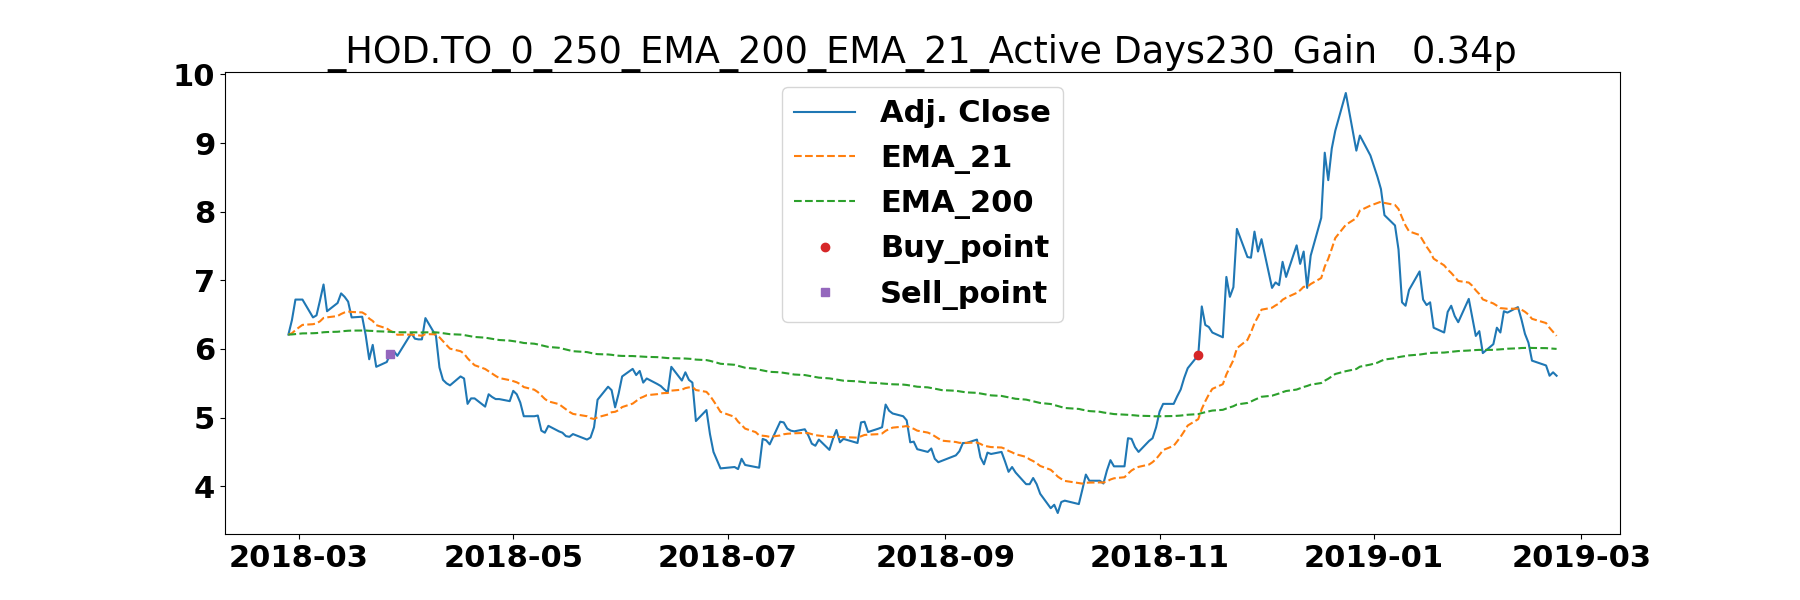 _HOD.TO_0_250_EMA_200_EMA_21_Active Days230_Gain   0.34p
10
9
8
7
6
5
4
Adj. Close
EMA_21
EMA_200
Buy_point
Sell_point
2018-03 2018-05 2018-07 2018-09 2018-11 2019-01 2019-03